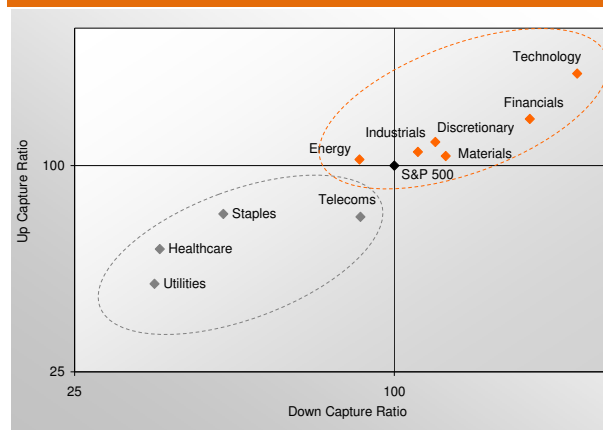 Technology
Financials
Discretionary
Industrials
Energy
Materials
100
S&P 500
Up Capture Ratio
Telecoms
Staples
Healthcare
Utilities
25
25
100
Down Capture Ratio